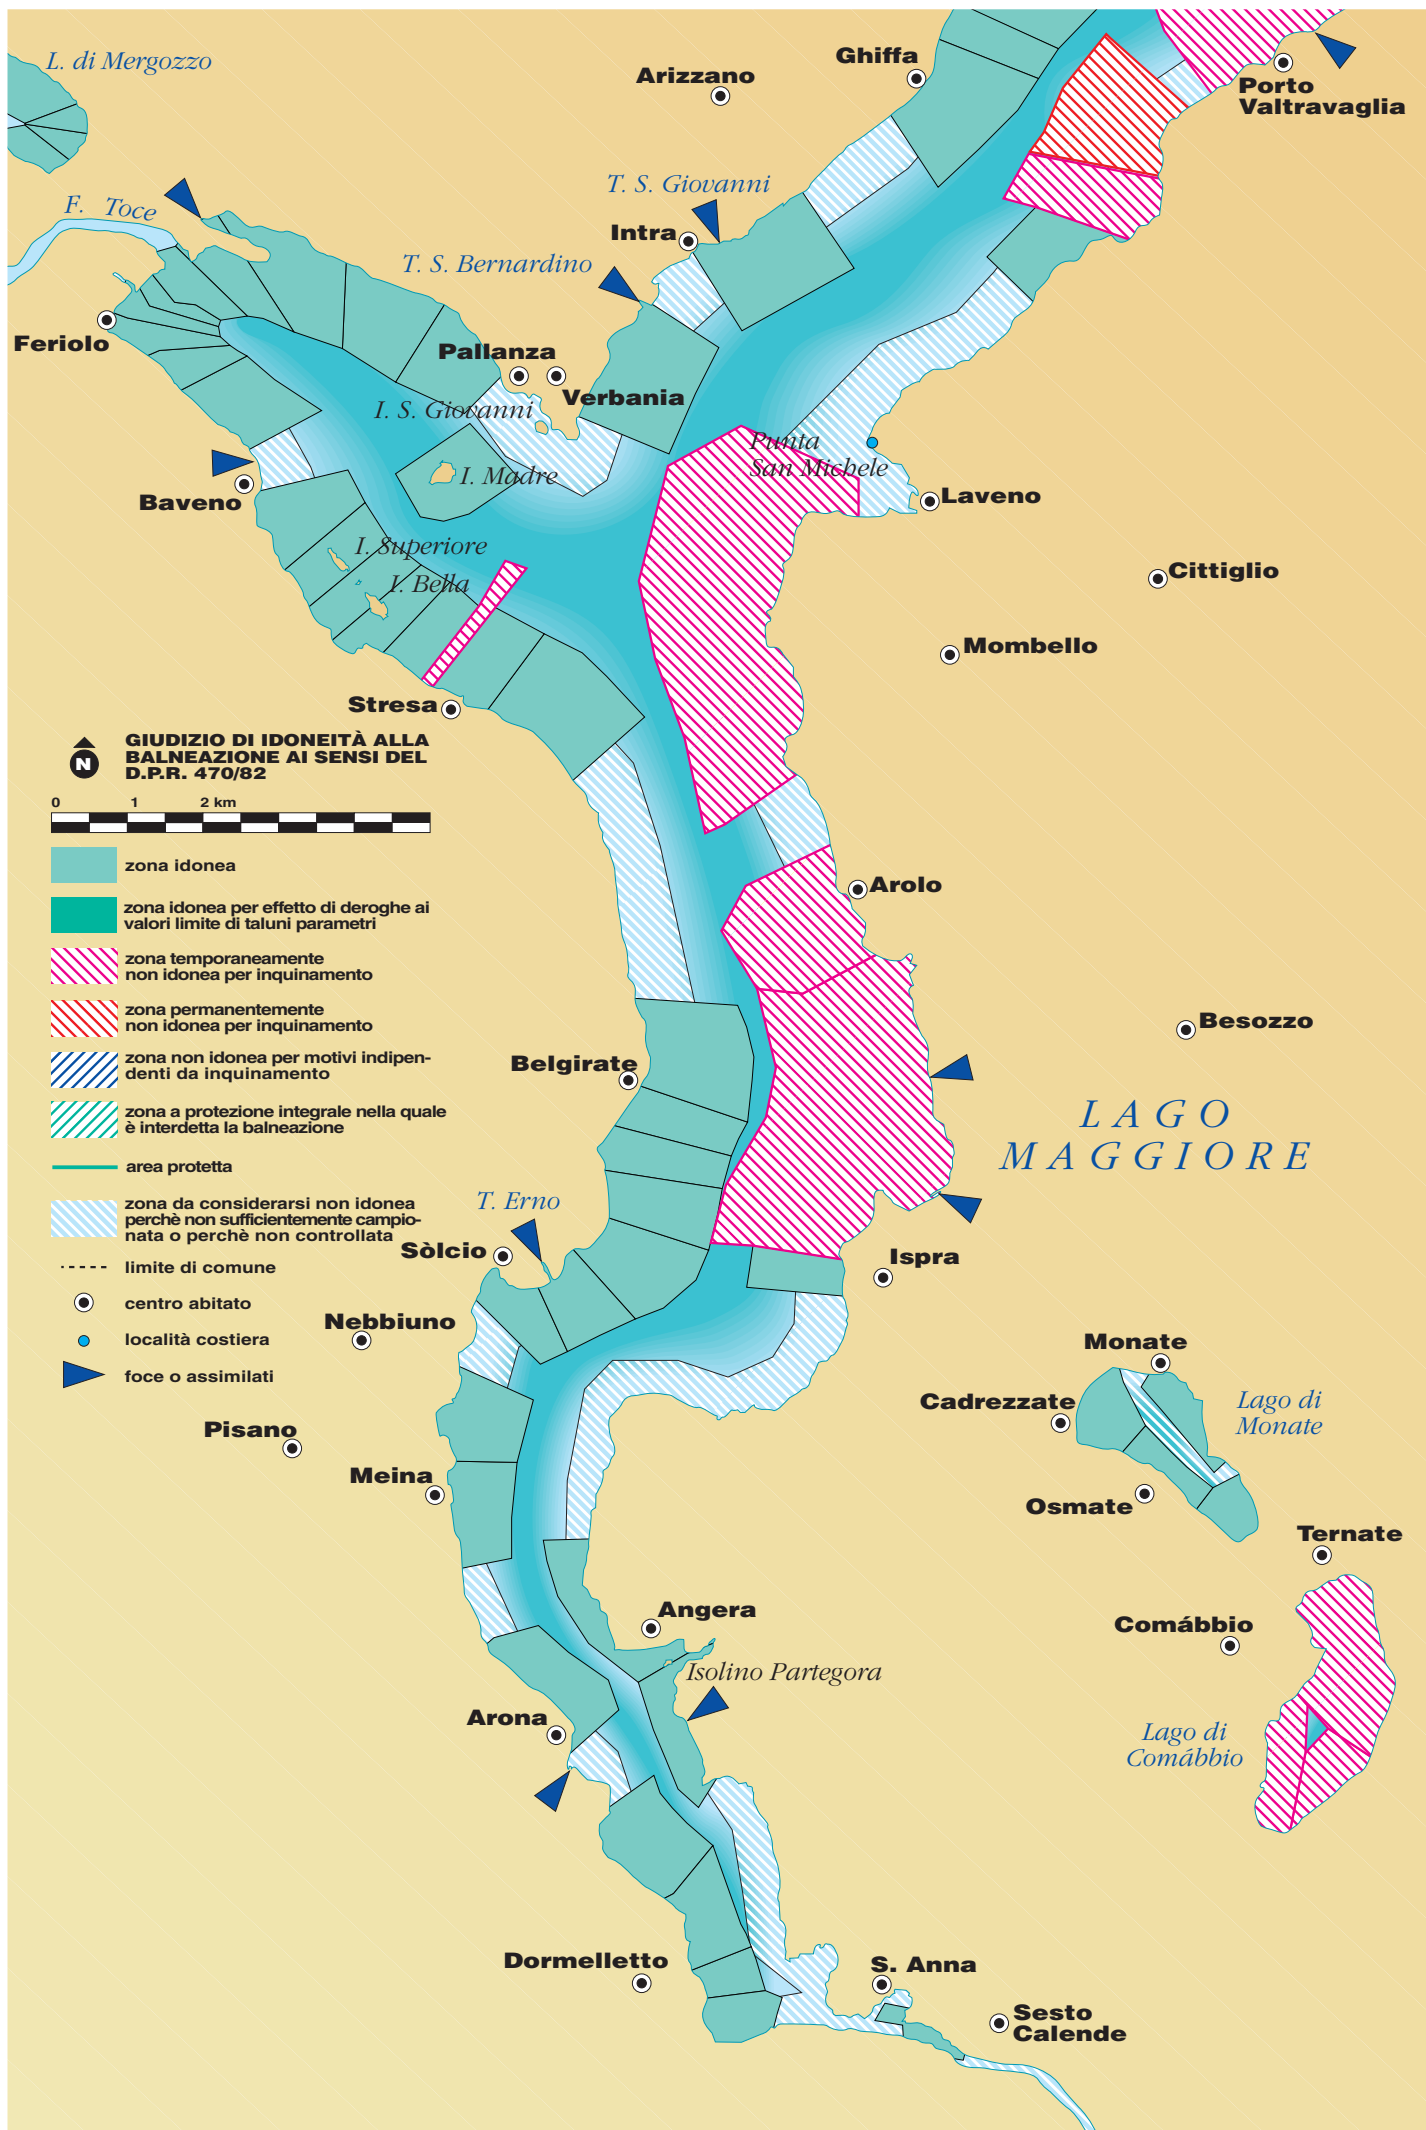 L. di Mergozzo
Ghiffa
Arizzano
Porto
Valtravaglia
T. S. Giovanni
F. Toce
Intra
T. S. Bernardino
Feriolo
Pallanza
Verbania
I. S. Giovanni
Punta
San Michele
I. Madre
Baveno
Laveno
I. Superiore
I. Bella
Cittiglio
Mombello
Stresa
N
GIUDIZIO DI IDONEITÀ ALLA
BALNEAZIONE AI SENSI DEL
D.P.R. 470/82
0 1 2 km
zona idonea
zona idonea per effetto di deroghe ai
valori limite di taluni parametri
zona temporaneamente
non idonea per inquinamento
zona permanentemente
non idonea per inquinamento
zona non idonea per motivi indipen-
denti da inquinamento
zona a protezione integrale nella quale
è interdetta la balneazione
area protetta
zona da considerarsi non idonea
perchè non sufficientemente campio-
nata o perchè non controllata
limite di comune
centro abitato
località costiera
foce o assimilati
Arolo
Besozzo
Belgirate
LAGO
MAGGIORE
T. Erno
Sòlcio
Ispra
Nebbiuno
Monate
Cadrezzate
Lago di
Monate
Pisano
Meina
Osmate
Ternate
Angera
Comábbio
Isolino Partegora
Arona
Lago di
Comábbio
Dormelletto
S. Anna
Sesto
Calende